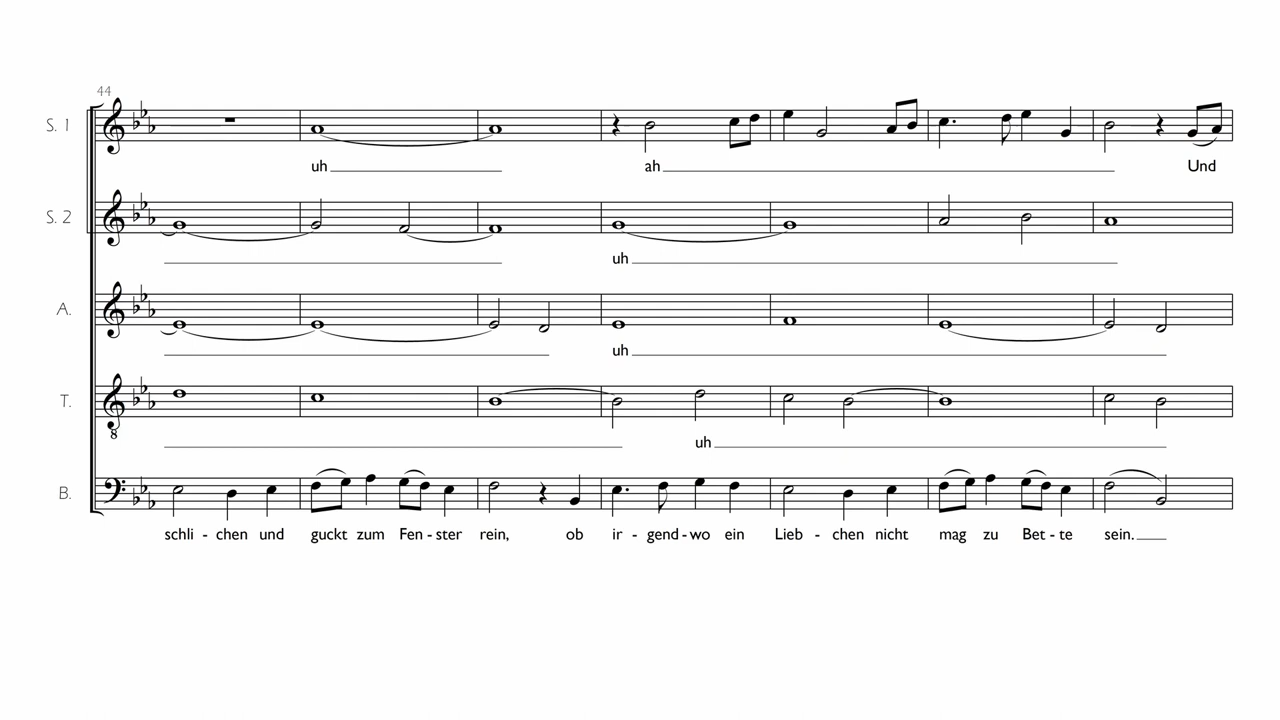 44
S. 1
uh ah Und
S. 2
uh
A.
uh
T.
8
uh
B.
schli - chen und guckt zum Fen - ster rein, ob ir - gend - wo ein Lieb - chen nicht mag zu Bet - te sein.